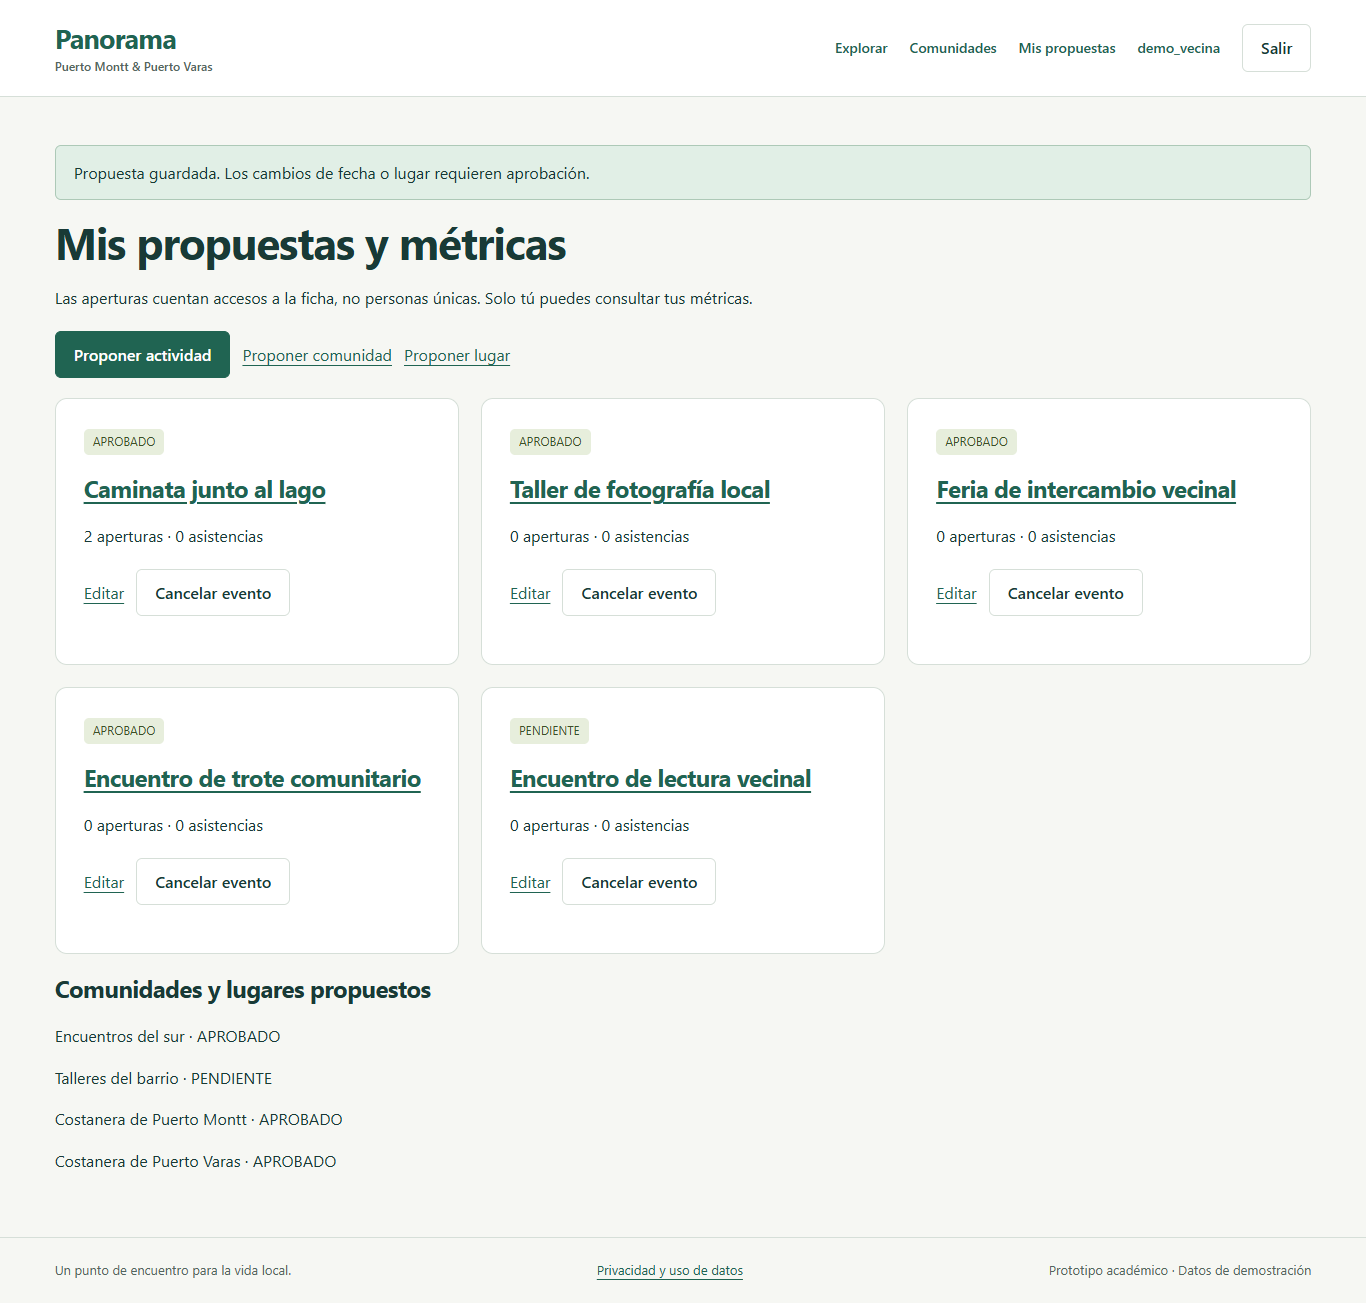 Panorama
Puerto Montt & Puerto Varas
Explorar
Comunidades
Mis propuestas
demo_vecina
Salir
Propuesta guardada. Los cambios de fecha o lugar requieren aprobación.
Mis propuestas y métricas
Las aperturas cuentan accesos a la ficha, no personas únicas. Solo tú puedes consultar tus métricas.
Proponer actividad
Proponer comunidad
Proponer lugar
APROBADO
Caminata junto al lago
2 aperturas · 0 asistencias
Editar
Cancelar evento
APROBADO
Taller de fotografía local
0 aperturas · 0 asistencias
Editar
Cancelar evento
APROBADO
Feria de intercambio vecinal
0 aperturas · 0 asistencias
Editar
Cancelar evento
APROBADO
Encuentro de trote comunitario
0 aperturas · 0 asistencias
Editar
Cancelar evento
PENDIENTE
Encuentro de lectura vecinal
0 aperturas · 0 asistencias
Editar
Cancelar evento
Comunidades y lugares propuestos
Encuentros del sur · APROBADO
Talleres del barrio · PENDIENTE
Costanera de Puerto Montt · APROBADO
Costanera de Puerto Varas · APROBADO
Un punto de encuentro para la vida local.
Privacidad y uso de datos
Prototipo académico · Datos de demostración